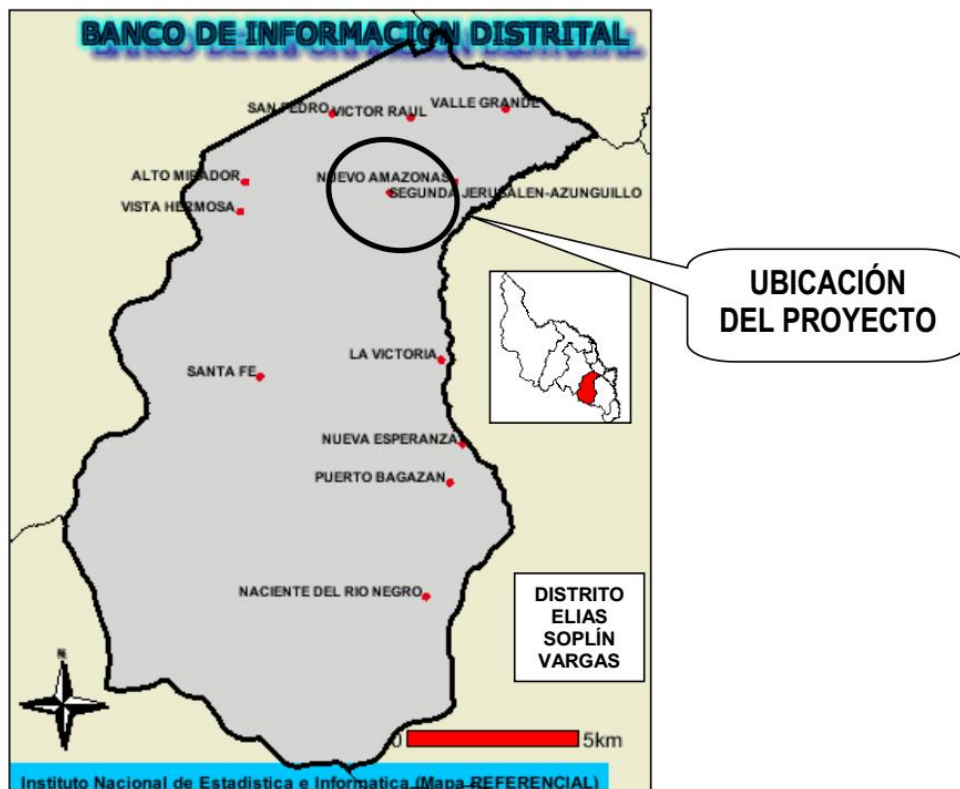 BANCO DE INFORMACION DISTRITAL
SAN PEDRO
VICTOR RAUL
VALLE GRANDE
ALTO MIRADOR
NUEVO AMAZONAS
SEGUNDA JERUSALEN-AZUNGUILLO
VISTA HERMOSA
UBICACIÓN
DEL PROYECTO
LA VICTORIA
SANTA FE
NUEVA ESPERANZA
PUERTO BAGAZAN
NACIENTE DEL RIO NEGRO
DISTRITO
ELIAS
SOPLÍN
VARGAS
N
0 5km
Instituto Nacional de Estadistica e Informatica (Mapa REFERENCIAL)